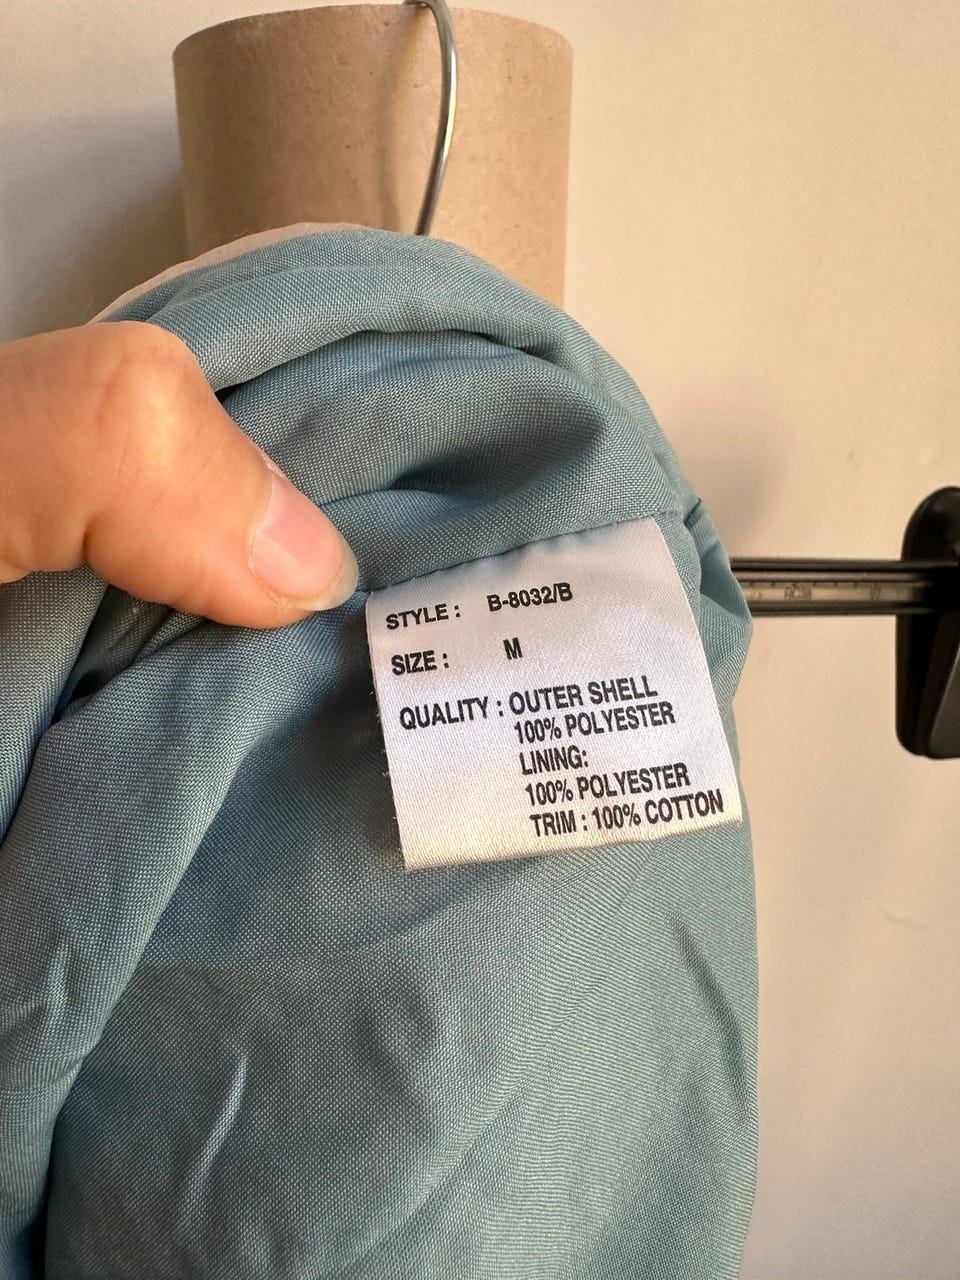 STYLE : B-8032/B
SIZE : M
QUALITY : OUTER SHELL
100% POLYESTER
LINING:
100% POLYESTER
TRIM : 100% COTTON